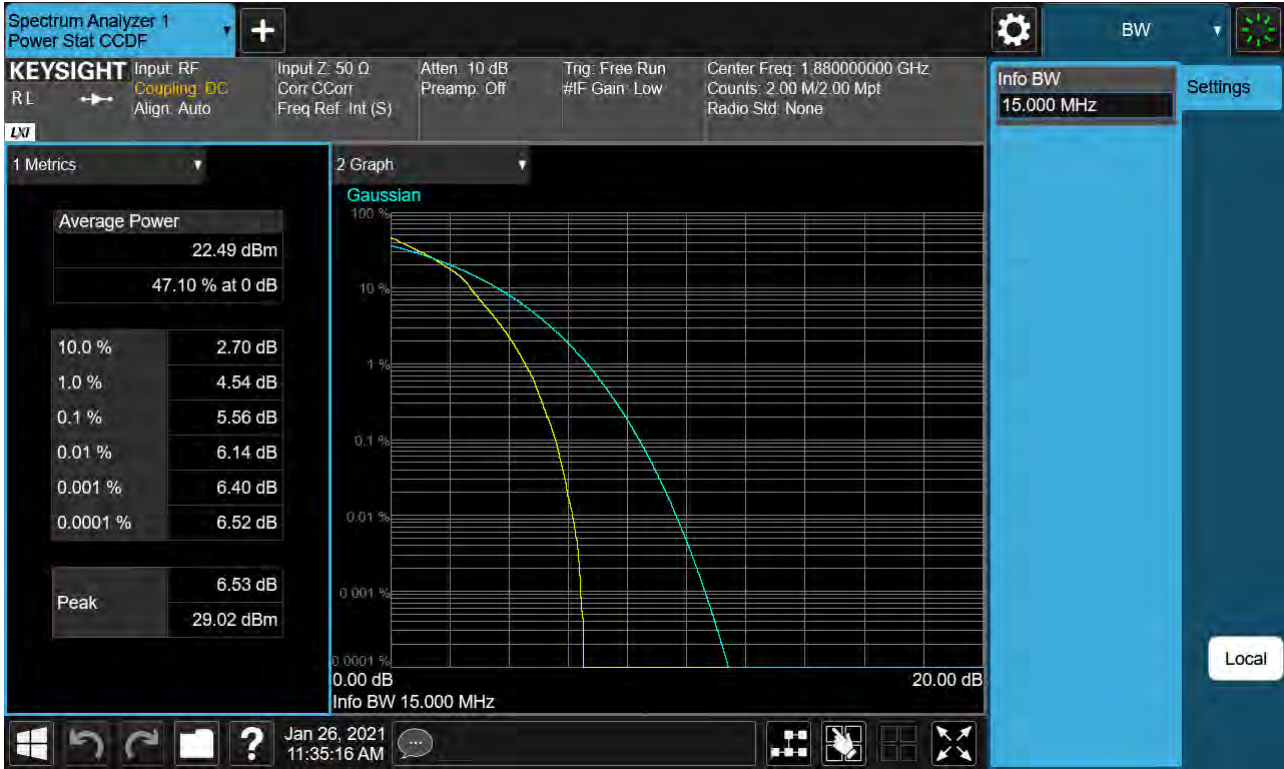 Spectrum Analyzer 1
Power Stat CCDF
BW
KEYSIGHT
R L
LXI
Input: RF
Coupling: DC
Align: Auto
Input Z: 50 Ω
Corr CCorr
Freq Ref: Int (S)
Atten: 10 dB
Preamp: Off
Trig: Free Run
#IF Gain: Low
Center Freq: 1.880000000 GHz
Counts: 2.00 M/2.00 Mpt
Radio Std: None
Info BW
15.000 MHz
Settings
1 Metrics
Average Power
22.49 dBm
47.10 % at 0 dB
10.0 % 2.70 dB
1.0 % 4.54 dB
0.1 % 5.56 dB
0.01 % 6.14 dB
0.001 % 6.40 dB
0.0001 % 6.52 dB
Peak 6.53 dB
29.02 dBm
2 Graph
Gaussian
100 %
10 %
1 %
0.1 %
0.01 %
0.001 %
0.0001 %
0.00 dB 20.00 dB
Info BW 15.000 MHz
Local
Jan 26, 2021
11:35:16 AM